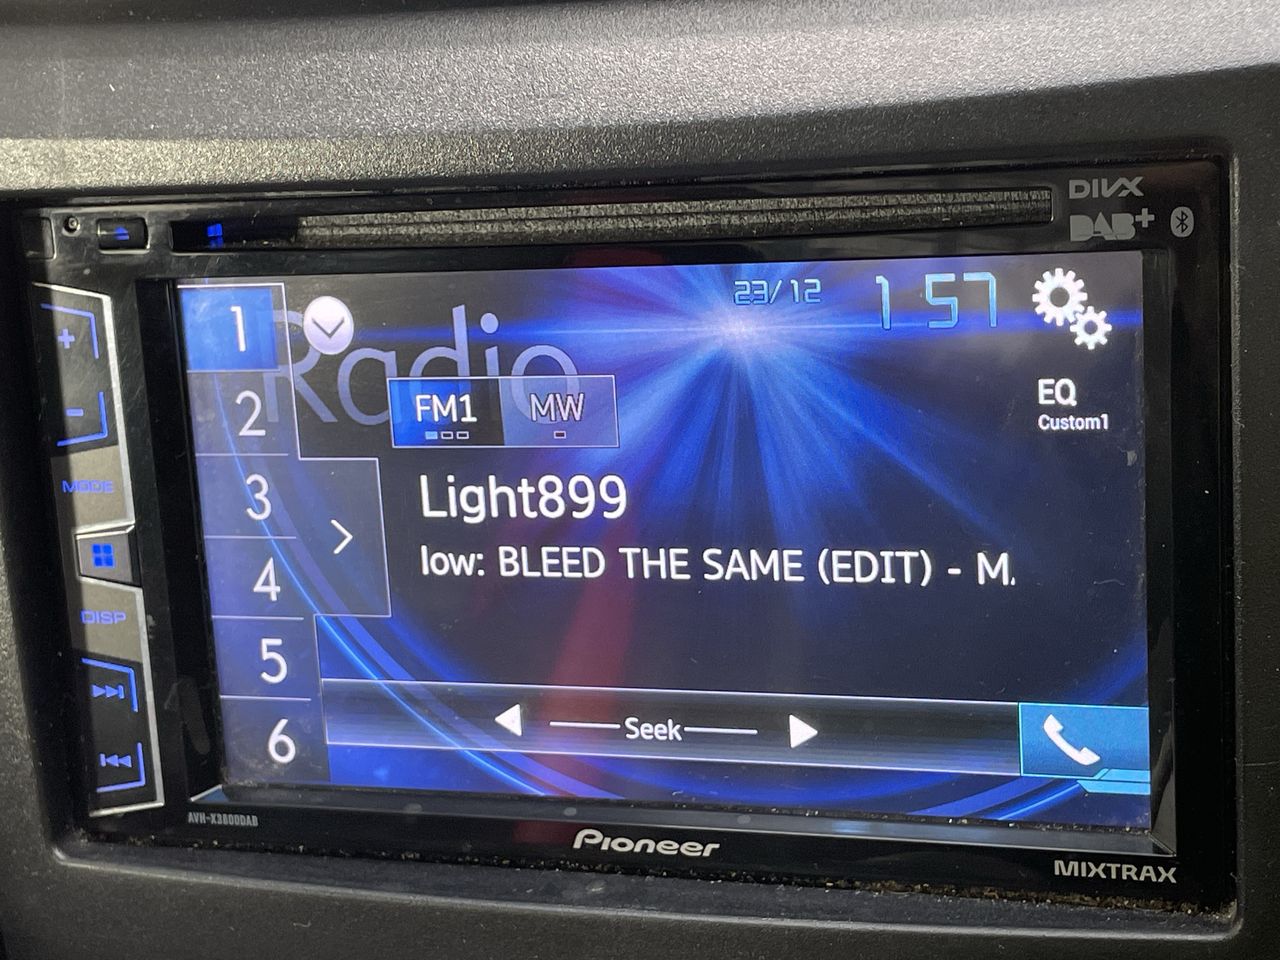 DIVX
DAB+
23/12
1 57
Radio
1
2
3
4
5
6
FM1
MW
EQ
Custom1
Light899
low: BLEED THE SAME (EDIT) - M.
Seek
MODE
DISP
AVH-X3800DAB
Pioneer
MIXTRAX